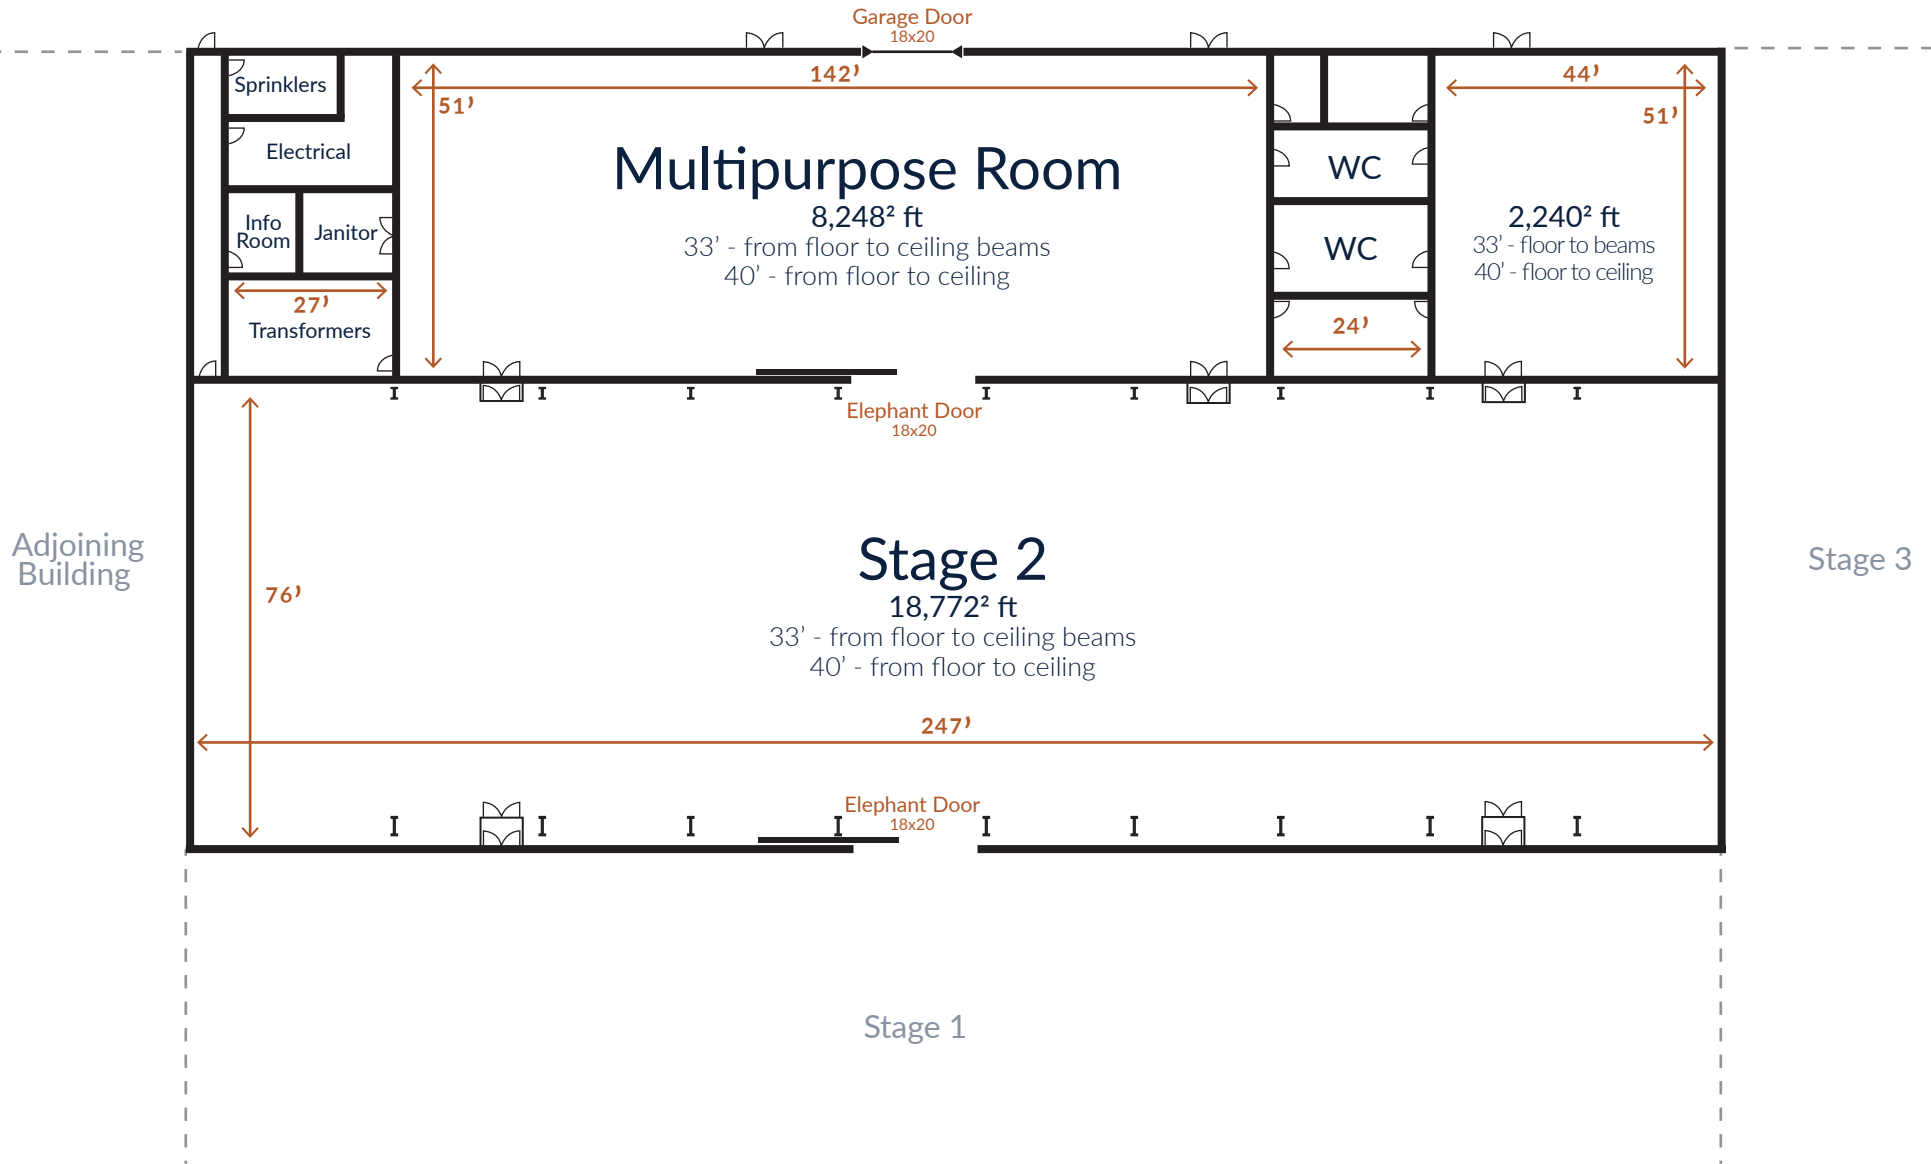 Garage Door
18x20
Sprinklers
142’
44’
51’
51’
Electrical
Multipurpose Room
8,248² ft
33’ - from floor to ceiling beams
40’ - from floor to ceiling
WC
WC
2,240² ft
33’ - floor to beams
40’ - floor to ceiling
Info
Room
Janitor
27’
Transformers
24’
Elephant Door
18x20
Adjoining
Building
76’
Stage 2
18,772² ft
33’ - from floor to ceiling beams
40’ - from floor to ceiling
Stage 3
247’
Elephant Door
18x20
Stage 1